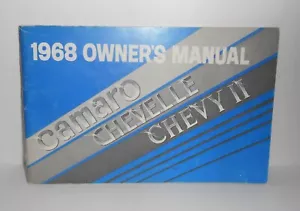 1968 OWNER'S MANUAL
camaro
CHEVELLE
CHEVY II